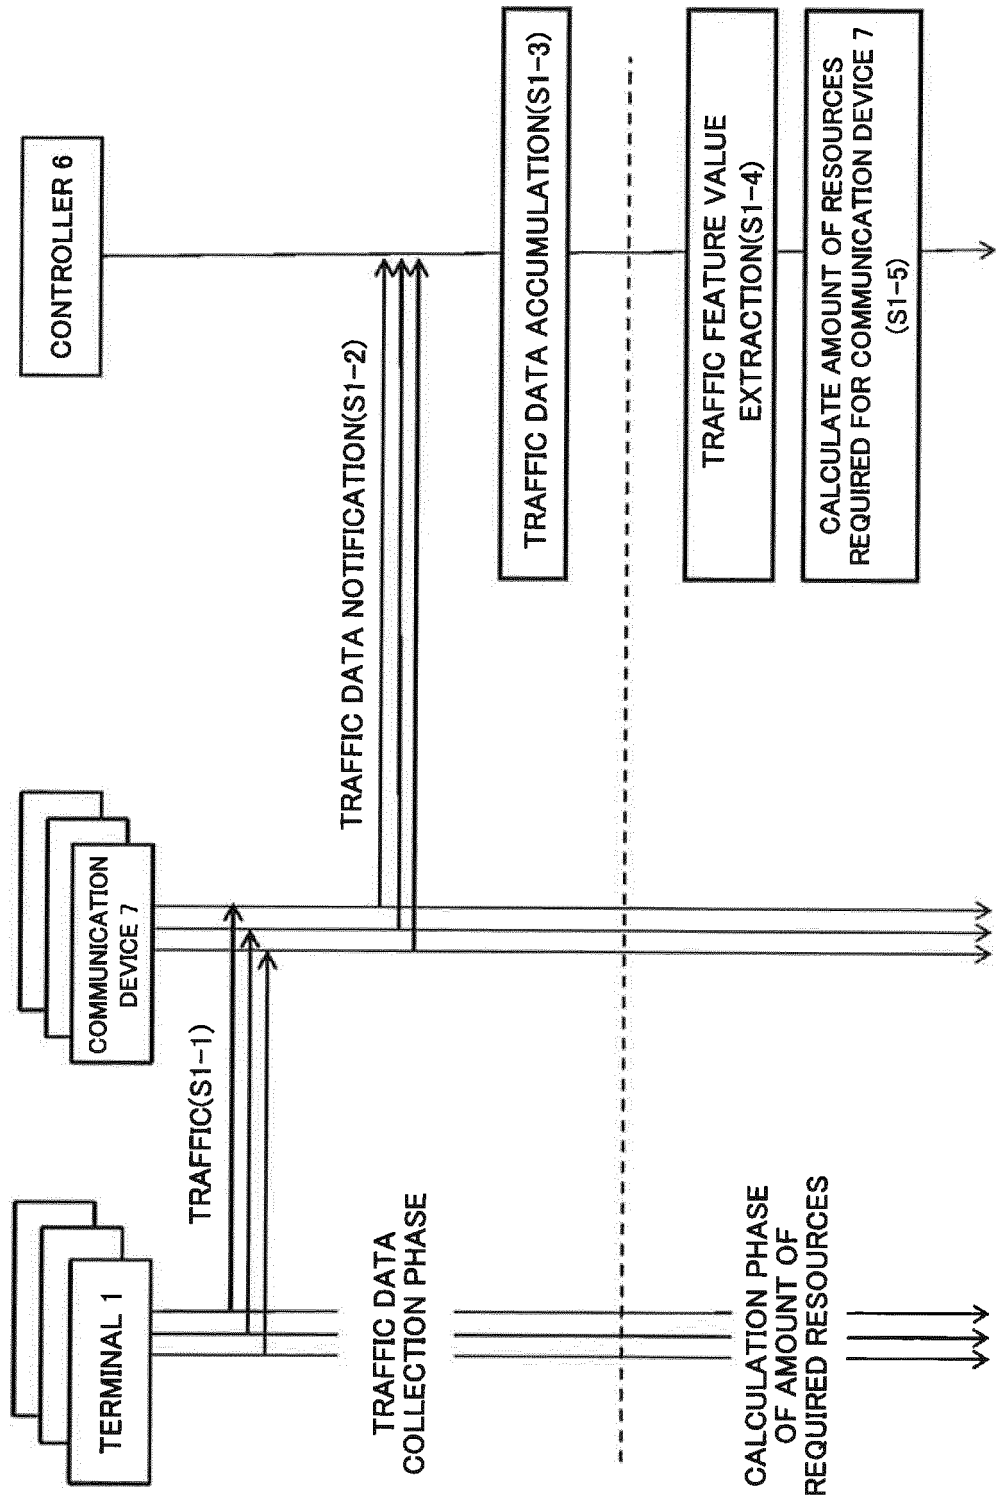 TERMINAL 1
COMMUNICATION
DEVICE 7
CONTROLLER 6
TRAFFIC(S1-1)
TRAFFIC DATA NOTIFICATION(S1-2)
TRAFFIC DATA
COLLECTION PHASE
TRAFFIC DATA ACCUMULATION(S1-3)
CALCULATION PHASE
OF AMOUNT OF
REQUIRED RESOURCES
TRAFFIC FEATURE VALUE
EXTRACTION(S1-4)
CALCULATE AMOUNT OF RESOURCES
REQUIRED FOR COMMUNICATION DEVICE 7
(S1-5)